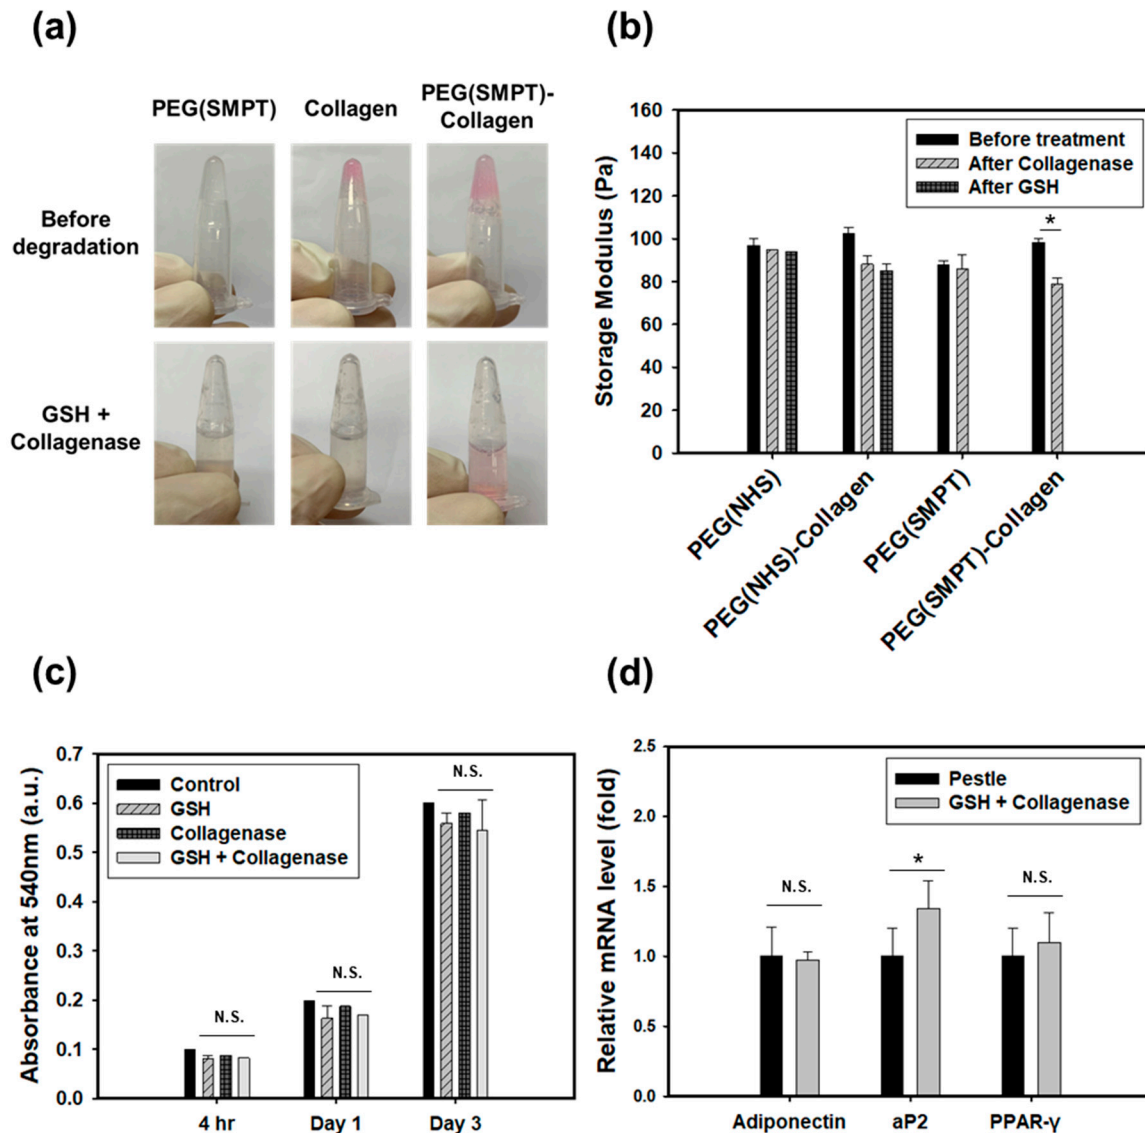 (a)
PEG(SMPT)
Collagen
PEG(SMPT)-
Collagen
Before
degradation
GSH +
Collagenase
(b)
Storage Modulus (Pa)
160
140
120
100
80
60
40
20
0
Before treatment
After Collagenase
After GSH
*
PEG(NHS)
PEG(NHS)-Collagen
PEG(SMPT)
PEG(SMPT)-Collagen
(c)
Absorbance at 540nm (a.u.)
0.7
0.6
0.5
0.4
0.3
0.2
0.1
0.0
Control
GSH
Collagenase
GSH + Collagenase
N.S.
N.S.
N.S.
4 hr
Day 1
Day 3
(d)
Relative mRNA level (fold)
2.5
2.0
1.5
1.0
0.5
0.0
Pestle
GSH + Collagenase
N.S.
*
N.S.
Adiponectin
aP2
PPAR-γ